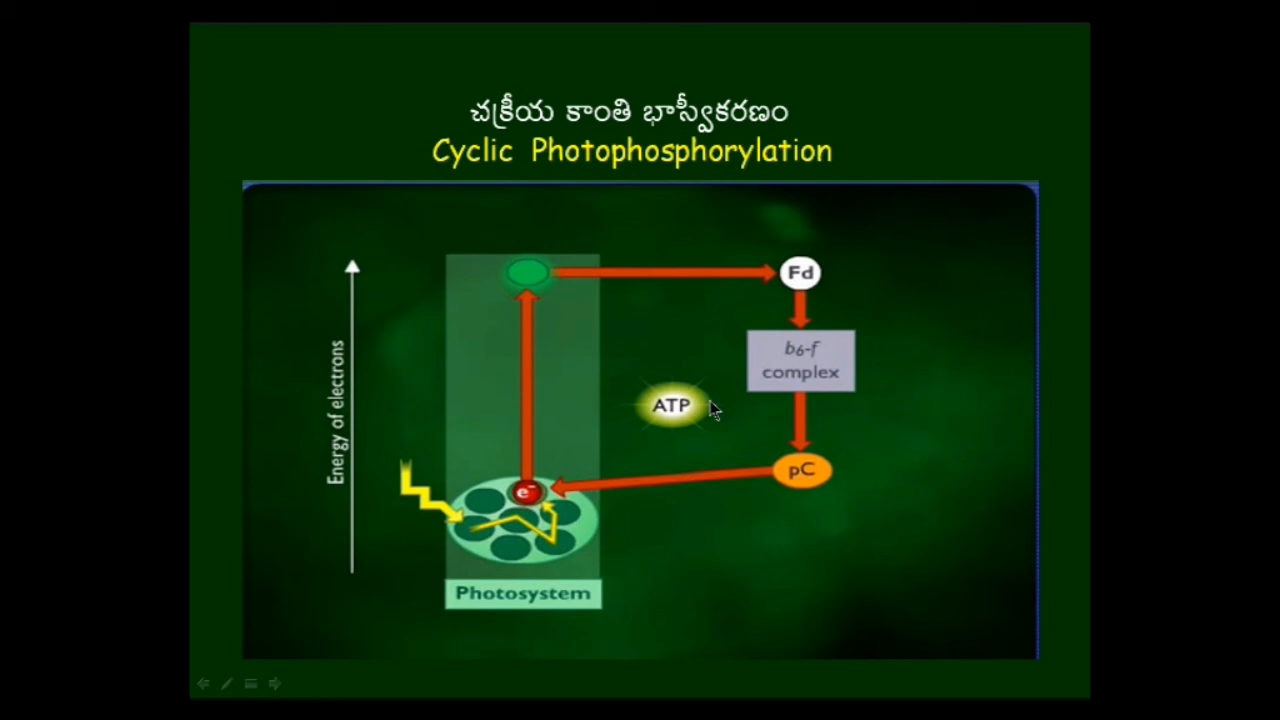 చక్రీయ కాంతి భాస్వీకరణం
Cyclic Photophosphorylation
Fd
b6-f
complex
Energy of electrons
ATP
pC
e-
Photosystem